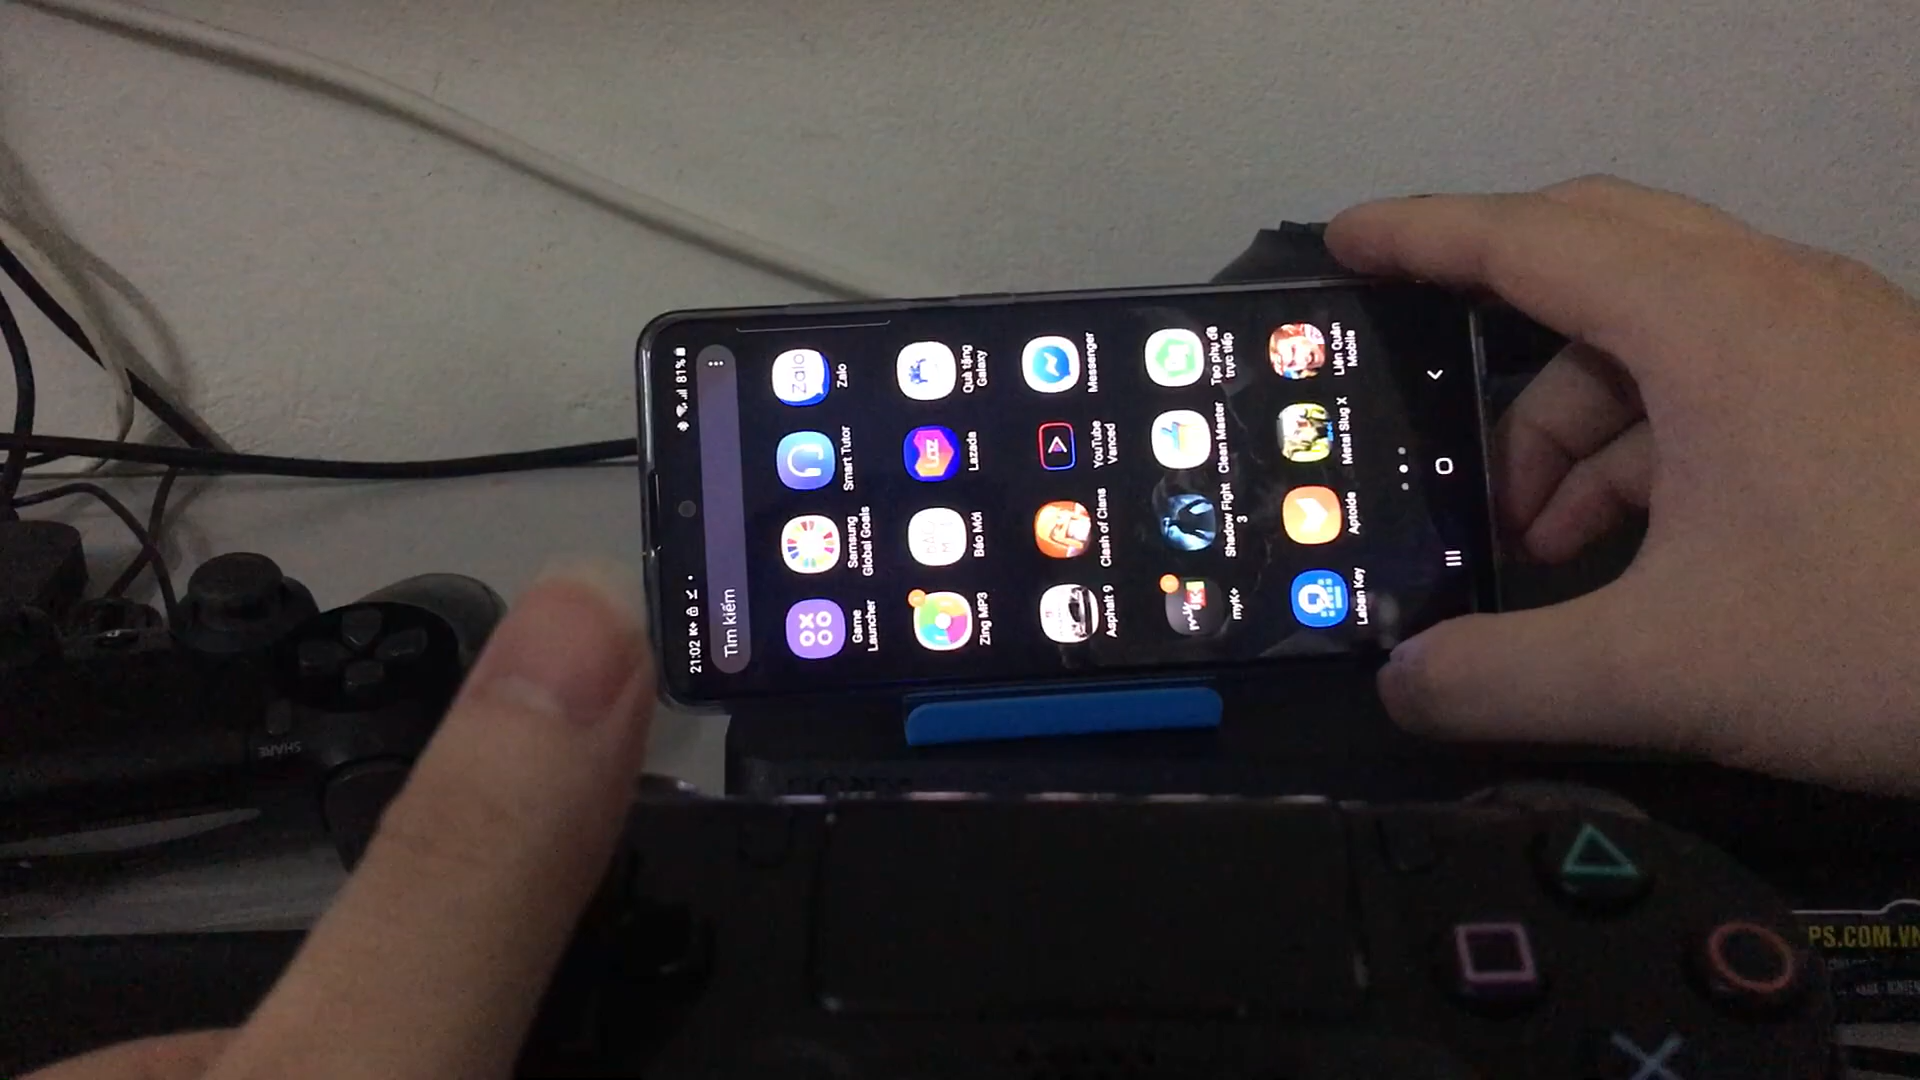 21:02 K+
81%
Tìm kiếm
Game
Launcher
Samsung
Global Goals
Smart Tutor
Zalo
Zalo
Zing MP3
Báo Mới
Laz
Lazada
Quà tặng
Galaxy
Asphalt 9
Clash of Clans
YouTube
Vanced
Messenger
myK+
Shadow Fight
3
Clean Master
Tạo phụ đề
trực tiếp
Laban Key
Aptoide
Metal Slug X
Liên Quân
Mobile
SHARE
PS.COM.VN